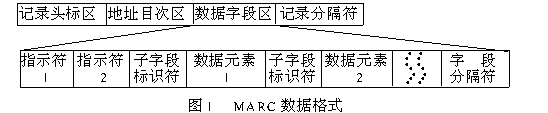 记录头标区 地址目次区 数据字段区 记录分隔符
指示符 指示符 子字段 数据元素 子字段 数据元素 字 段
1 2 标识符 1 标识符 2 分隔符
图1 MARC 数据格式